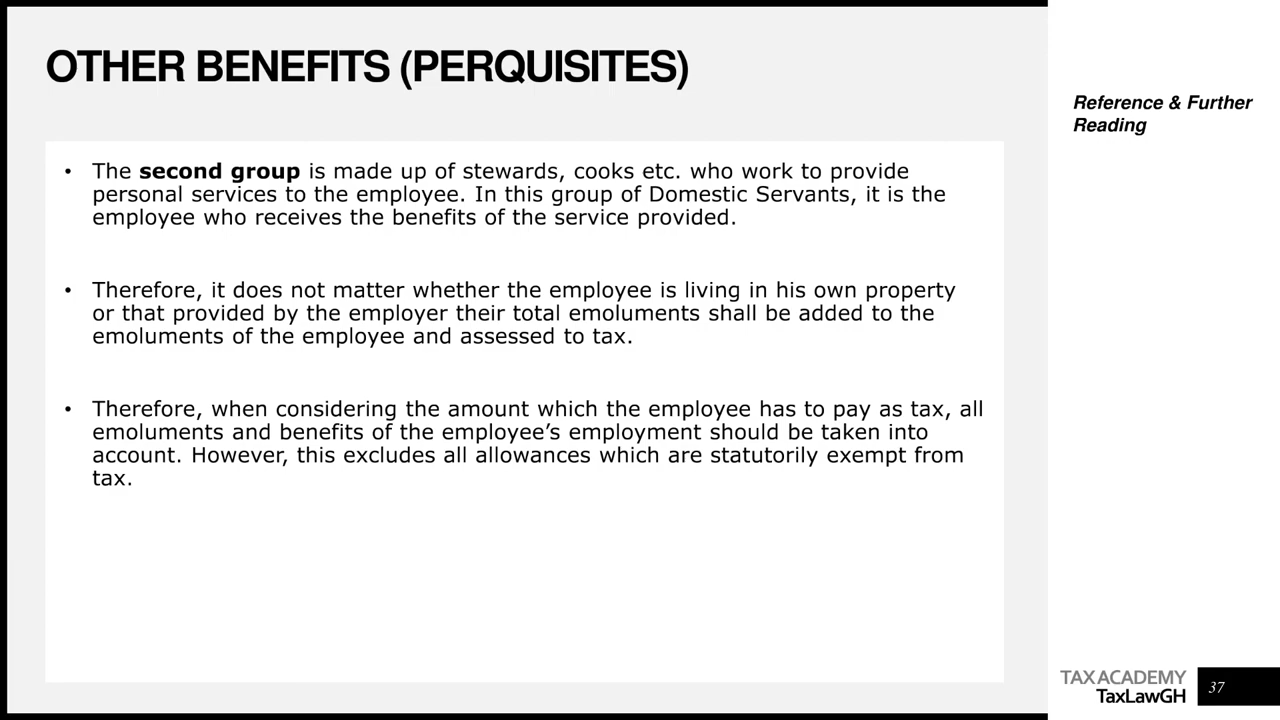 OTHER BENEFITS (PERQUISITES)
Reference & Further
Reading
• The second group is made up of stewards, cooks etc. who work to provide
personal services to the employee. In this group of Domestic Servants, it is the
employee who receives the benefits of the service provided.
• Therefore, it does not matter whether the employee is living in his own property
or that provided by the employer their total emoluments shall be added to the
emoluments of the employee and assessed to tax.
• Therefore, when considering the amount which the employee has to pay as tax, all
emoluments and benefits of the employee’s employment should be taken into
account. However, this excludes all allowances which are statutorily exempt from
tax.
TAX ACADEMY
TaxLawGH
37